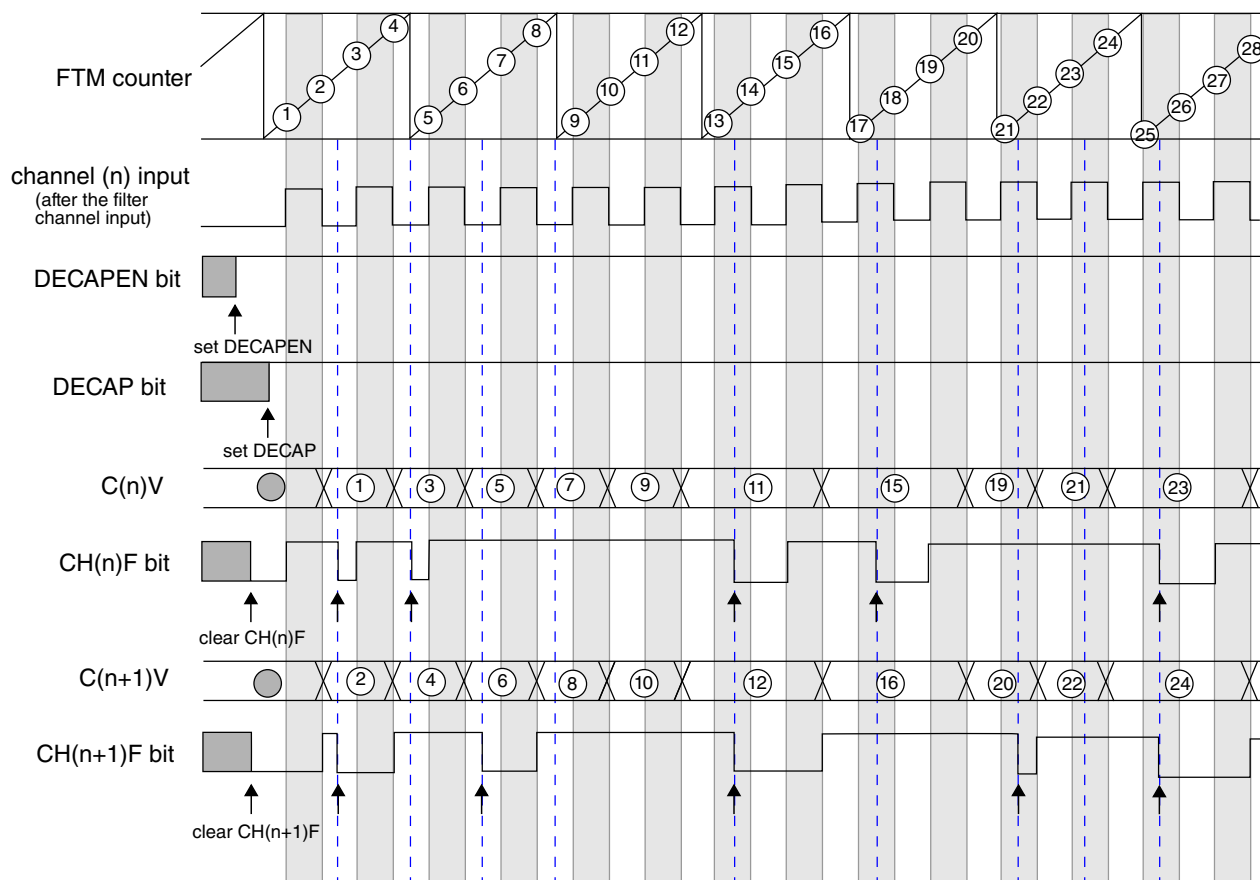 FTM counter
1 2 3 4 5 6 7 8 9 10 11 12 13 14 15 16 17 18 19 20 21 22 23 24 25 26 27 28
channel (n) input
(after the filter
channel input)
DECAPEN bit
set DECAPEN
DECAP bit
set DECAP
C(n)V 1 3 5 7 9 11 15 19 21 23
CH(n)F bit
clear CH(n)F
C(n+1)V 2 4 6 8 10 12 16 20 22 24
CH(n+1)F bit
clear CH(n+1)F